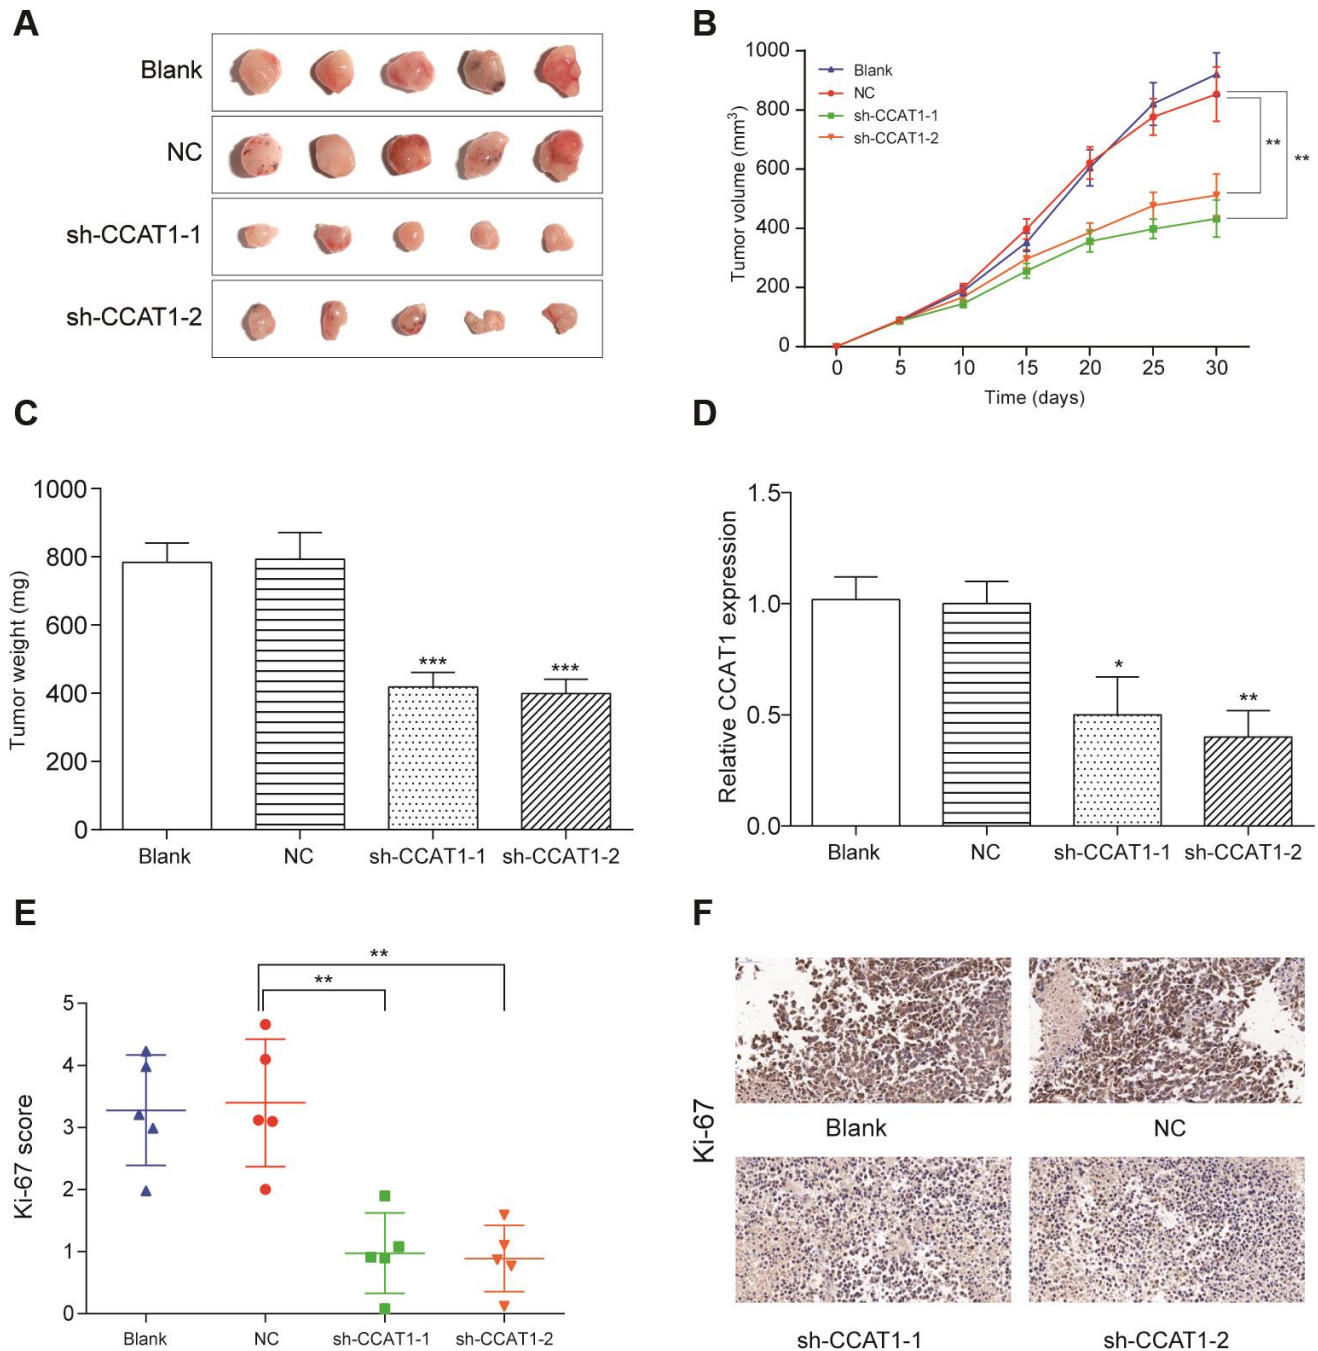 A
Blank
NC
sh-CCAT1-1
sh-CCAT1-2
B
1000
800
600
400
200
0
Tumor volume (mm³)
Blank
NC
sh-CCAT1-1
sh-CCAT1-2
**
**
0 5 10 15 20 25 30
Time (days)
C
1000
800
600
400
200
0
Tumor weight (mg)
***
***
Blank NC sh-CCAT1-1 sh-CCAT1-2
D
1.5
1.0
0.5
0.0
Relative CCAT1 expression
*
**
Blank NC sh-CCAT1-1 sh-CCAT1-2
E
**
**
5
4
3
2
1
0
Ki-67 score
Blank NC sh-CCAT1-1 sh-CCAT1-2
F
Ki-67
Blank NC
sh-CCAT1-1 sh-CCAT1-2